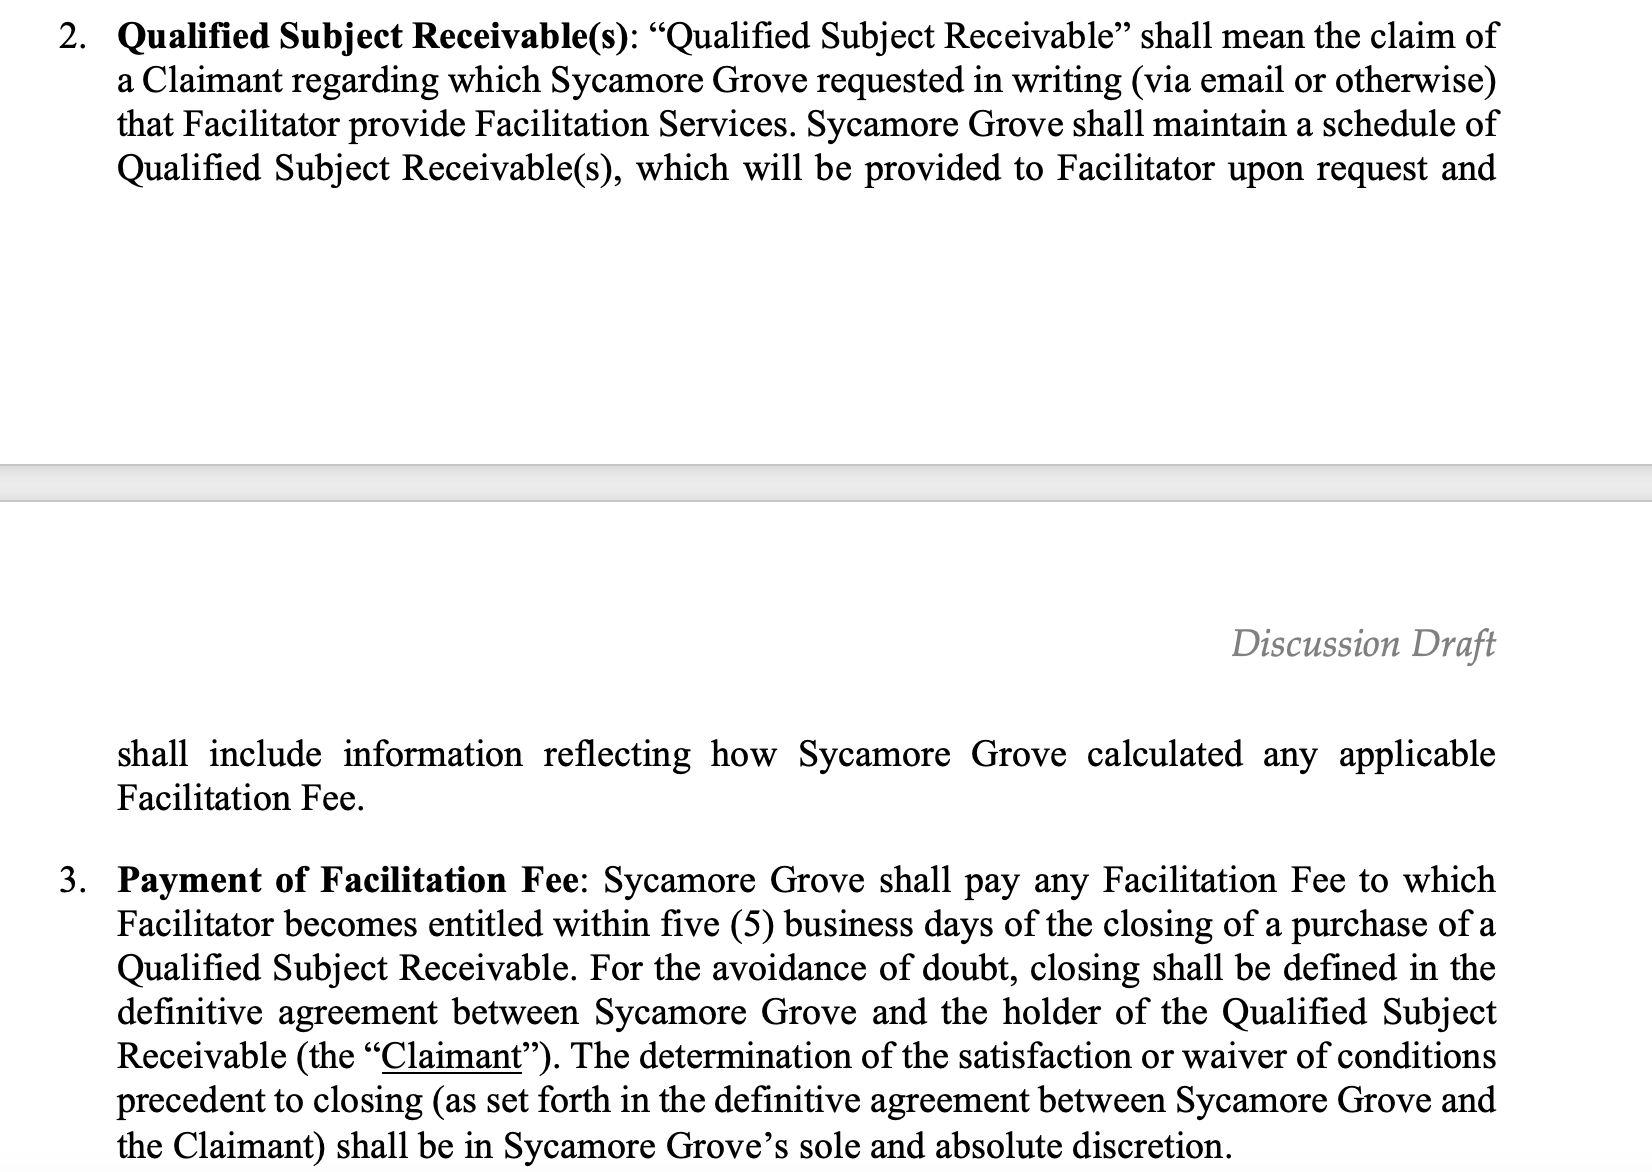 2. Qualified Subject Receivable(s): “Qualified Subject Receivable” shall mean the claim of
a Claimant regarding which Sycamore Grove requested in writing (via email or otherwise)
that Facilitator provide Facilitation Services. Sycamore Grove shall maintain a schedule of
Qualified Subject Receivable(s), which will be provided to Facilitator upon request and
Discussion Draft
shall include information reflecting how Sycamore Grove calculated any applicable
Facilitation Fee.
3. Payment of Facilitation Fee: Sycamore Grove shall pay any Facilitation Fee to which
Facilitator becomes entitled within five (5) business days of the closing of a purchase of a
Qualified Subject Receivable. For the avoidance of doubt, closing shall be defined in the
definitive agreement between Sycamore Grove and the holder of the Qualified Subject
Receivable (the “Claimant”). The determination of the satisfaction or waiver of conditions
precedent to closing (as set forth in the definitive agreement between Sycamore Grove and
the Claimant) shall be in Sycamore Grove’s sole and absolute discretion.